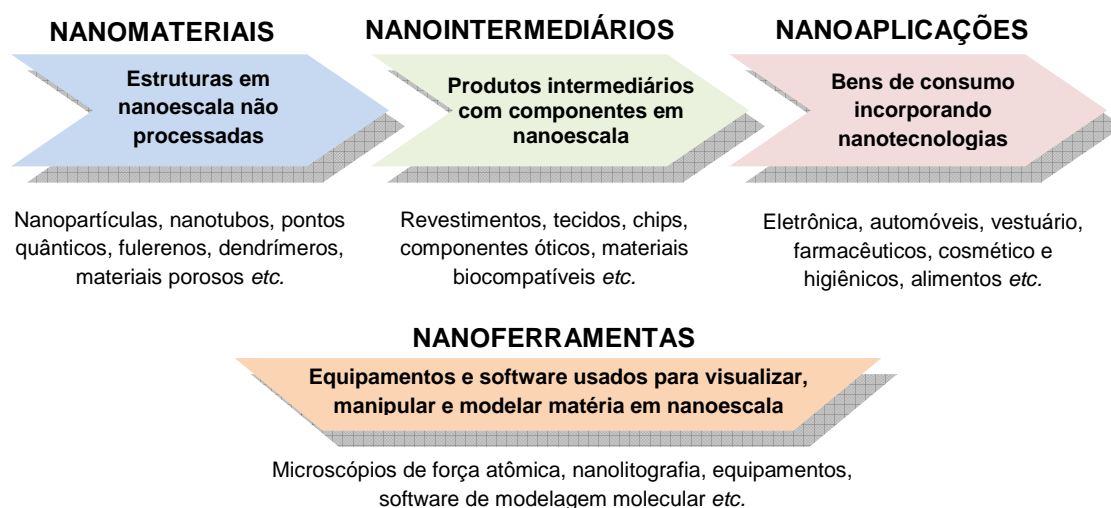 NANOMATERIAIS
Estruturas em
nanoescala não
processadas
Nanopartículas, nanotubos, pontos
quânticos, fulerenos, dendrímeros,
materiais porosos etc.
NANOINTERMEDIÁRIOS
Produtos intermediários
com componentes em
nanoescala
Revestimentos, tecidos, chips,
componentes óticos, materiais
biocompatíveis etc.
NANOAPLICAÇÕES
Bens de consumo
incorporando
nanotecnologias
Eletrônica, automóveis, vestuário,
farmacêuticos, cosmético e
higiênicos, alimentos etc.
NANOFERRAMENTAS
Equipamentos e software usados para visualizar,
manipular e modelar matéria em nanoescala
Microscópios de força atômica, nanolitografia, equipamentos,
software de modelagem molecular etc.